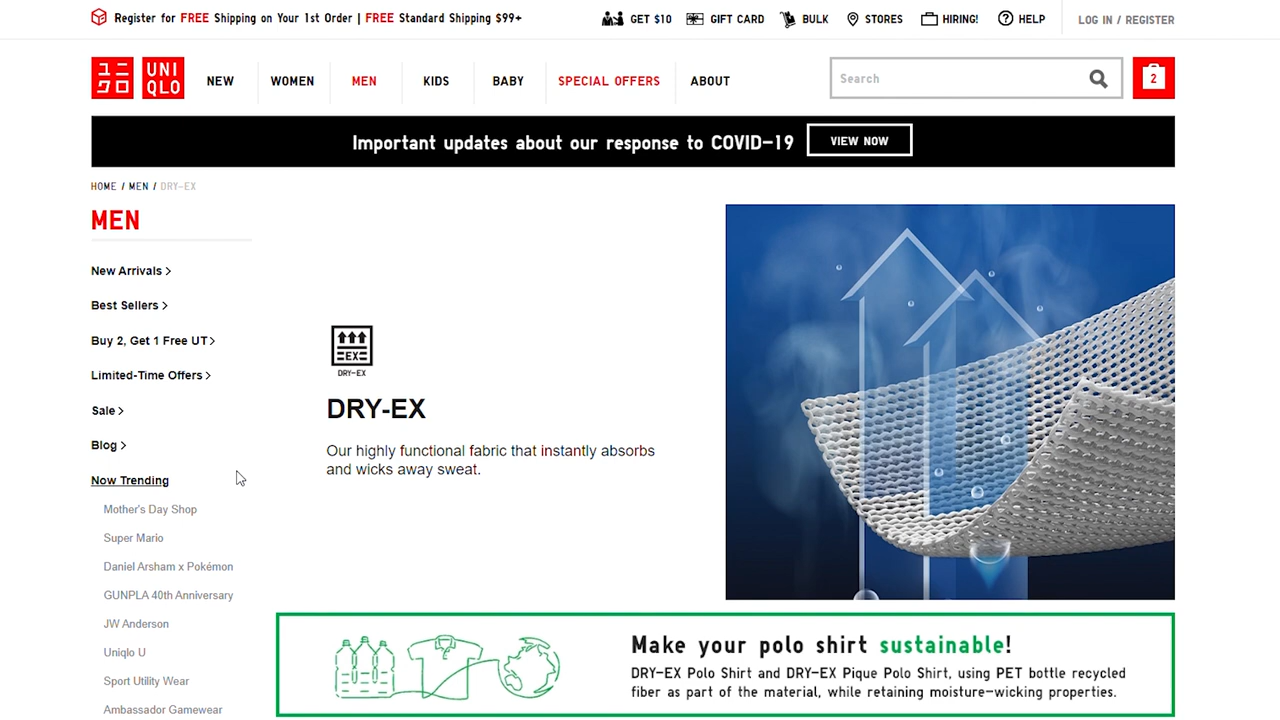 Register for FREE Shipping on Your 1st Order | FREE Standard Shipping $99+
GET $10
GIFT CARD
BULK
STORES
HIRING!
HELP
LOG IN / REGISTER
ユニ
クロ
UNI
QLO
NEW
WOMEN
MEN
KIDS
BABY
SPECIAL OFFERS
ABOUT
Search
2
Important updates about our response to COVID-19
VIEW NOW
HOME / MEN / DRY-EX
MEN
New Arrivals >
Best Sellers >
Buy 2, Get 1 Free UT >
Limited-Time Offers >
Sale >
Blog >
Now Trending
Mother's Day Shop
Super Mario
Daniel Arsham x Pokémon
GUNPLA 40th Anniversary
JW Anderson
Uniqlo U
Sport Utility Wear
Ambassador Gamewear
EX
DRY-EX
DRY-EX
Our highly functional fabric that instantly absorbs
and wicks away sweat.
Make your polo shirt sustainable!
DRY-EX Polo Shirt and DRY-EX Pique Polo Shirt, using PET bottle recycled
fiber as part of the material, while retaining moisture-wicking properties.